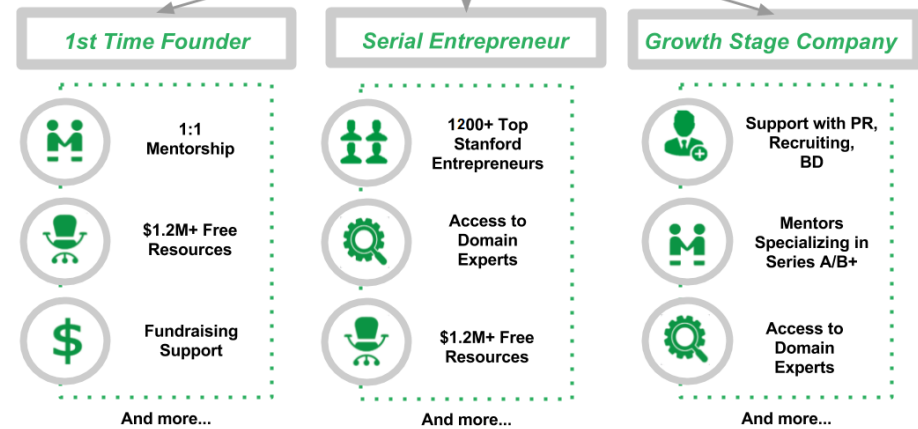 1st Time Founder
1:1
Mentorship
$1.2M+ Free
Resources
Fundraising
Support
And more...
Serial Entrepreneur
1200+ Top
Stanford
Entrepreneurs
Access to
Domain
Experts
$1.2M+ Free
Resources
And more...
Growth Stage Company
Support with PR,
Recruiting,
BD
Mentors
Specializing in
Series A/B+
Access to
Domain
Experts
And more...